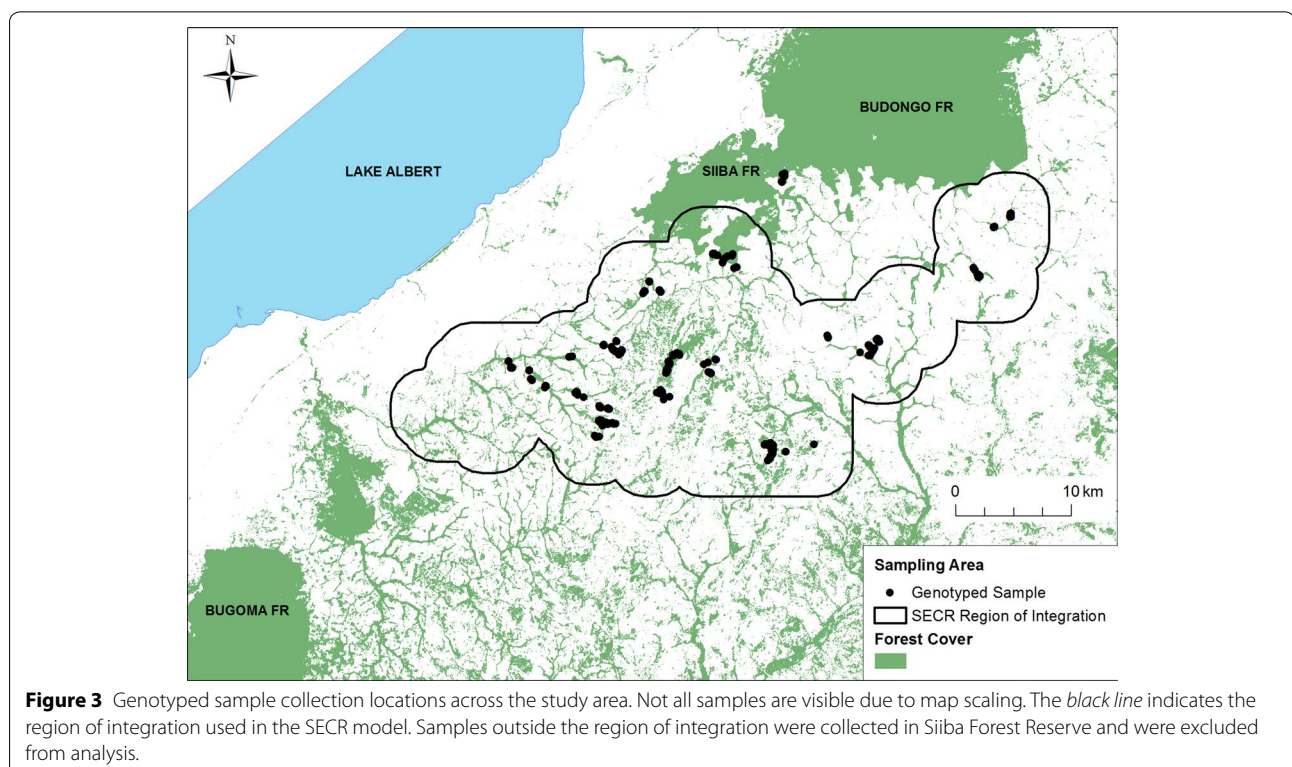 N
BUDONGO FR
LAKE ALBERT
SIIBA FR
0 10 km
BUGOMA FR
Sampling Area
Genotyped Sample
SECR Region of Integration
Forest Cover
Figure 3 Genotyped sample collection locations across the study area. Not all samples are visible due to map scaling. The black line indicates the
region of integration used in the SECR model. Samples outside the region of integration were collected in Siiba Forest Reserve and were excluded
from analysis.